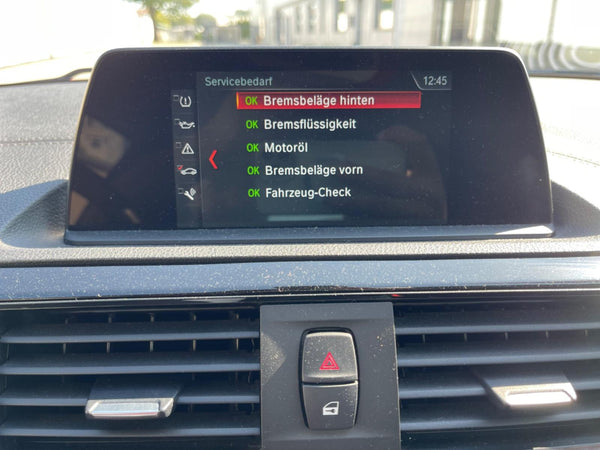 Servicebedarf 12:45
OK Bremsbeläge hinten
OK Bremsflüssigkeit
OK Motoröl
OK Bremsbeläge vorn
OK Fahrzeug-Check